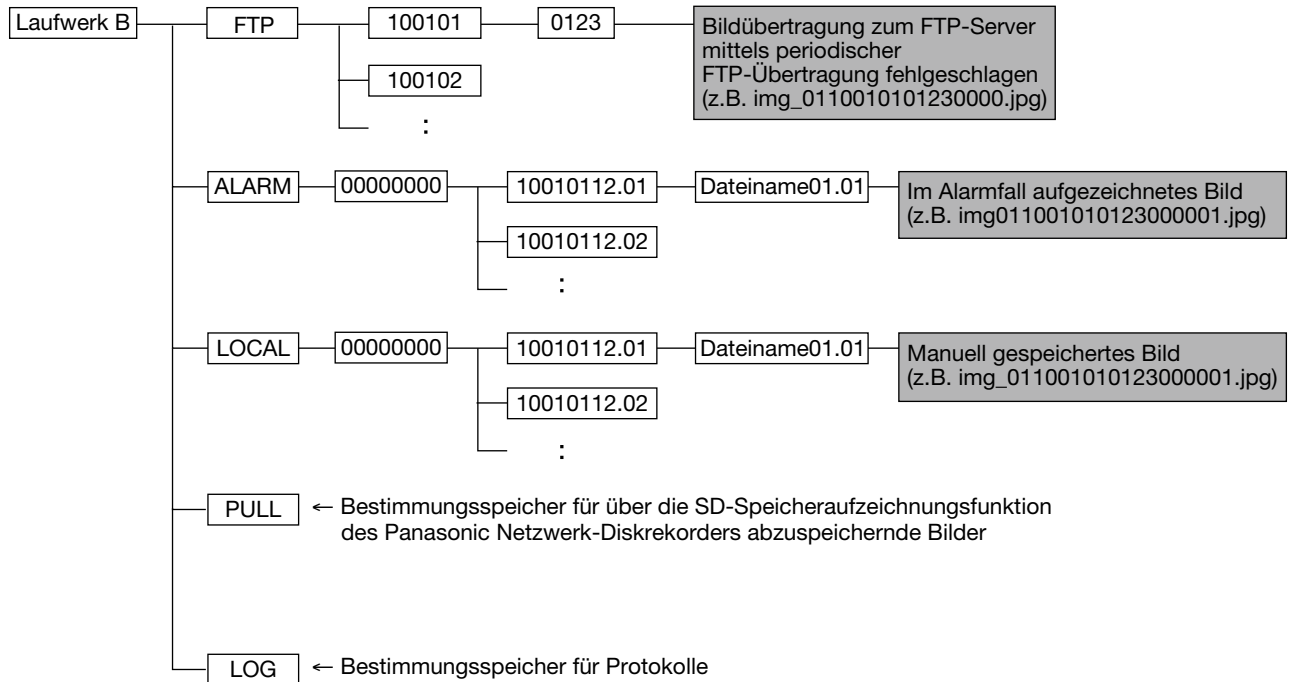 Laufwerk B
FTP
100101
0123
Bildübertragung zum FTP-Server
mittels periodischer
FTP-Übertragung fehlgeschlagen
(z.B. img_0110010101230000.jpg)
100102
:
ALARM
00000000
10010112.01
Dateiname01.01
Im Alarmfall aufgezeichnetes Bild
(z.B. img011001010123000001.jpg)
10010112.02
:
LOCAL
00000000
10010112.01
Dateiname01.01
Manuell gespeichertes Bild
(z.B. img_011001010123000001.jpg)
10010112.02
:
PULL
← Bestimmungsspeicher für über die SD-Speicheraufzeichnungsfunktion
des Panasonic Netzwerk-Diskrekorders abzuspeichernde Bilder
LOG
← Bestimmungsspeicher für Protokolle